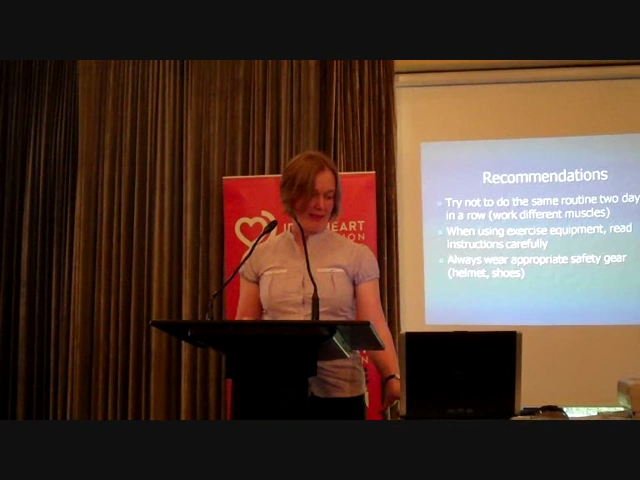 Recommendations
Try not to do the same routine two day
in a row (work different muscles)
When using exercise equipment, read
instructions carefully
Always wear appropriate safety gear
(helmet, shoes)
HEART